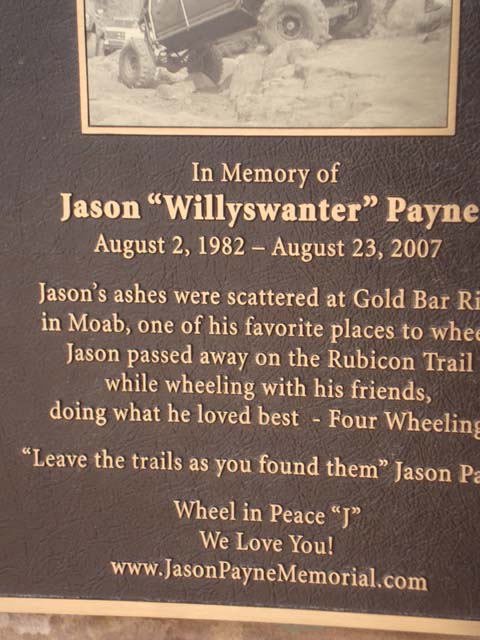 In Memory of
Jason “Willyswanter” Payne
August 2, 1982 – August 23, 2007
Jason's ashes were scattered at Gold Bar Ri
in Moab, one of his favorite places to whee
Jason passed away on the Rubicon Trail
while wheeling with his friends,
doing what he loved best - Four Wheeling
“Leave the trails as you found them” Jason Pa
Wheel in Peace “J”
We Love You!
www.JasonPayneMemorial.com